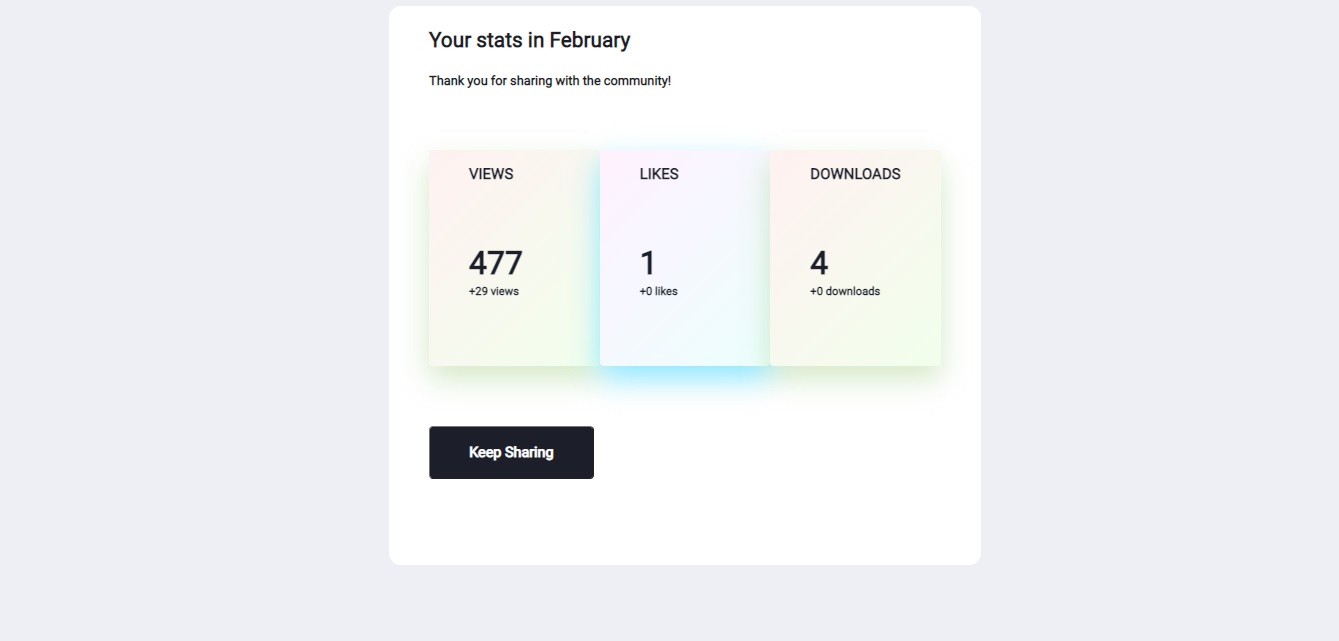 Your stats in February
Thank you for sharing with the community!
VIEWS
LIKES
DOWNLOADS
477
1
4
+29 views
+0 likes
+0 downloads
Keep Sharing